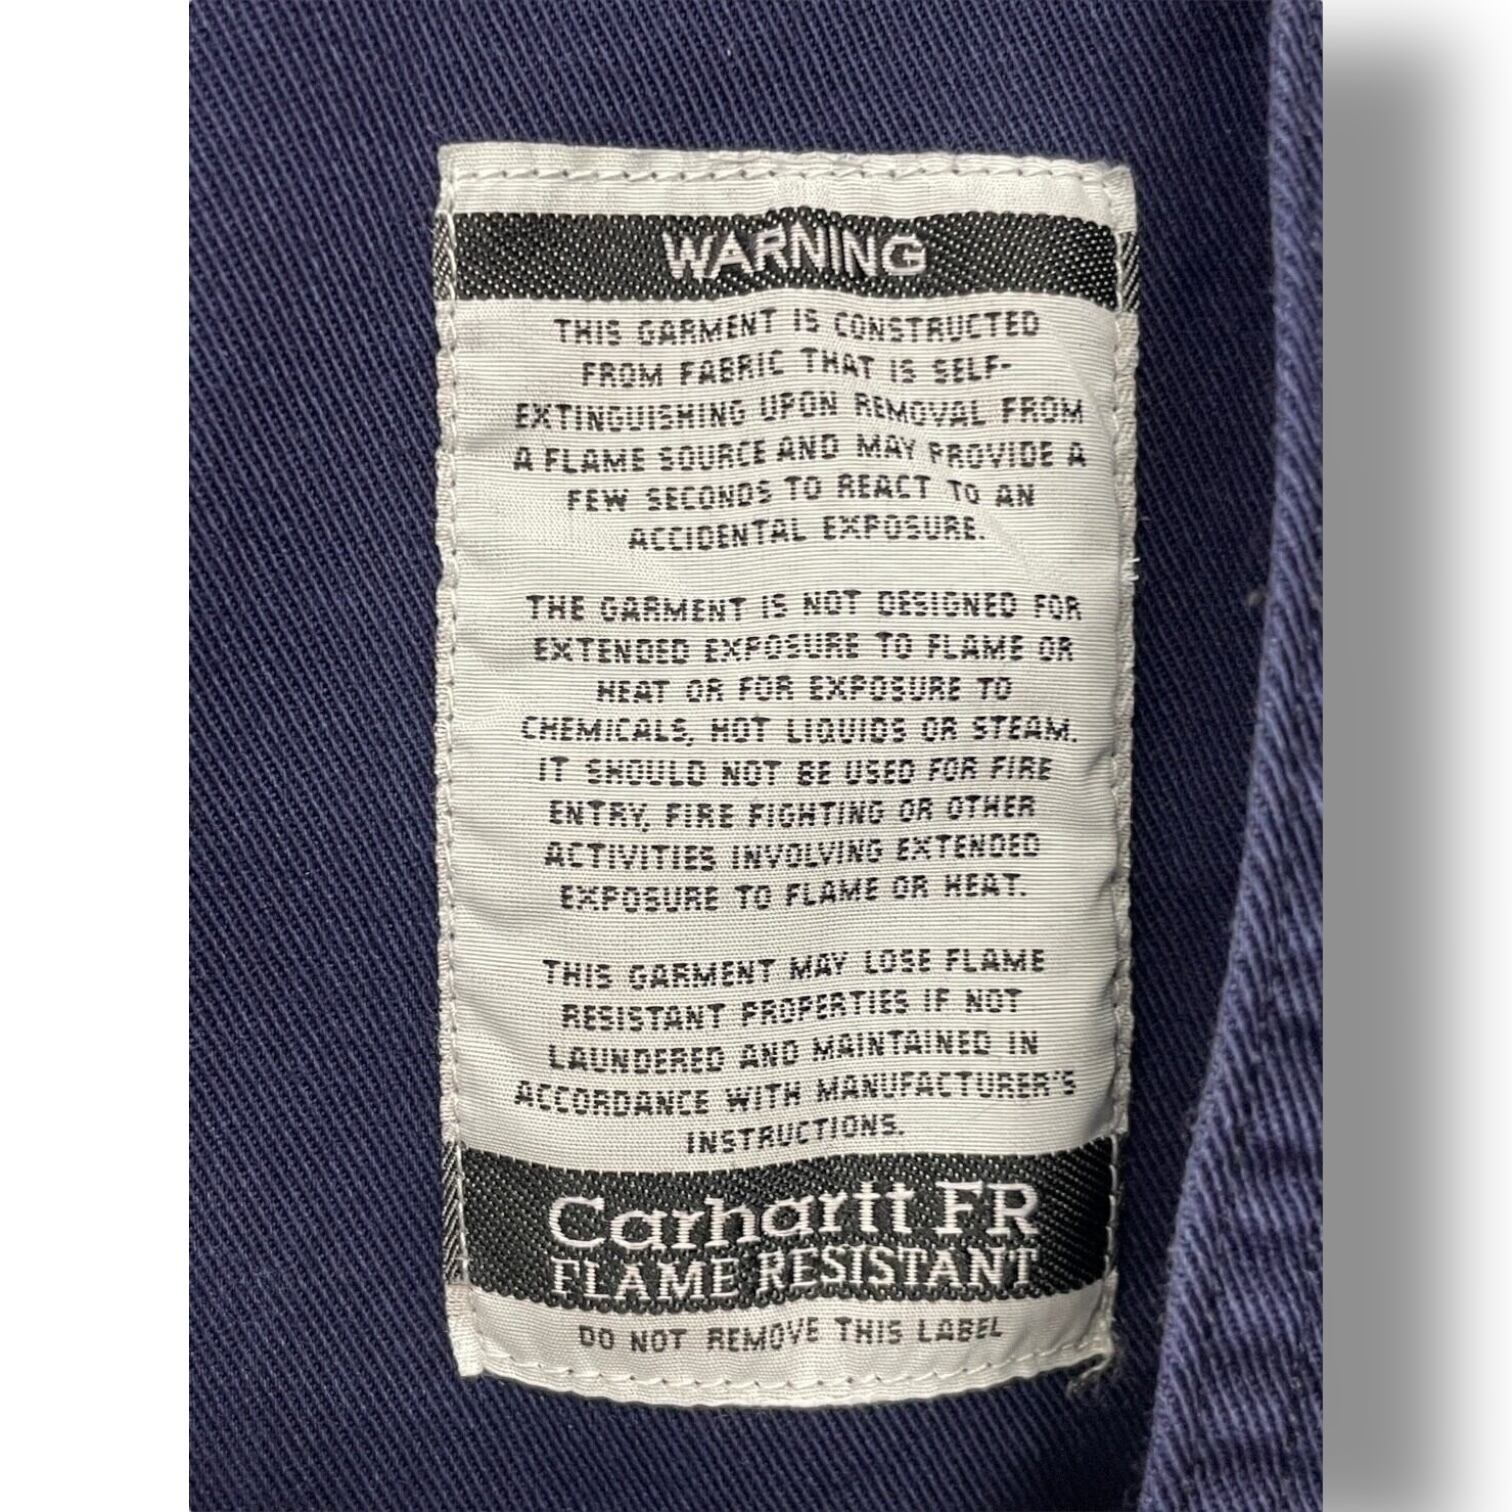 WARNING
THIS GARMENT IS CONSTRUCTED
FROM FABRIC THAT IS SELF-
EXTINGUISHING UPON REMOVAL FROM
A FLAME SOURCE AND MAY PROVIDE A
FEW SECONDS TO REACT TO AN
ACCIDENTAL EXPOSURE.
THE GARMENT IS NOT DESIGNED FOR
EXTENDED EXPOSURE TO FLAME OR
HEAT OR FOR EXPOSURE TO
CHEMICALS, HOT LIQUIDS OR STEAM.
IT SHOULD NOT BE USED FOR FIRE
ENTRY, FIRE FIGHTING OR OTHER
ACTIVITIES INVOLVING EXTENDED
EXPOSURE TO FLAME OR HEAT.
THIS GARMENT MAY LOSE FLAME
RESISTANT PROPERTIES IF NOT
LAUNDERED AND MAINTAINED IN
ACCORDANCE WITH MANUFACTURER'S
INSTRUCTIONS.
Carhartt FR
FLAME RESISTANT
DO NOT REMOVE THIS LABEL